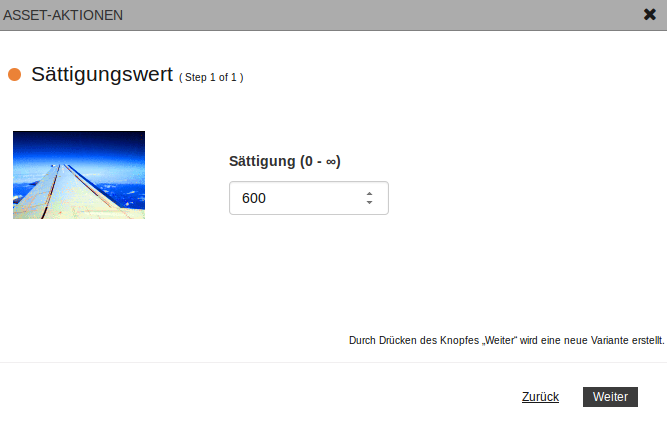 ASSET-AKTIONEN
Sättigungswert ( Step 1 of 1 )
Sättigung (0 - ∞)
600
Durch Drücken des Knopfes „Weiter“ wird eine neue Variante erstellt.
Zurück Weiter